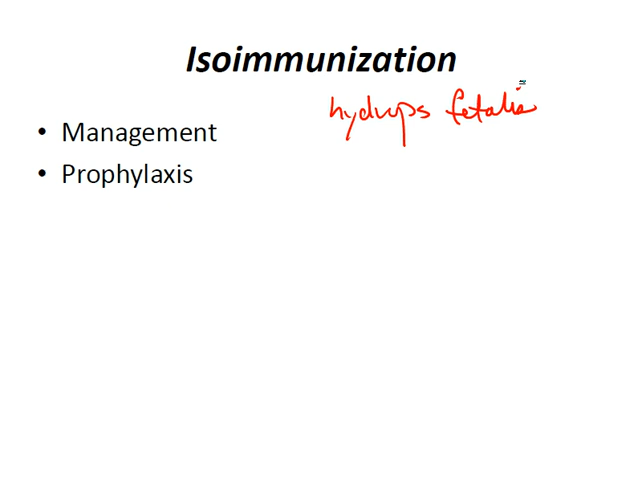 Isoimmunization
hydrops fetalis
• Management
• Prophylaxis